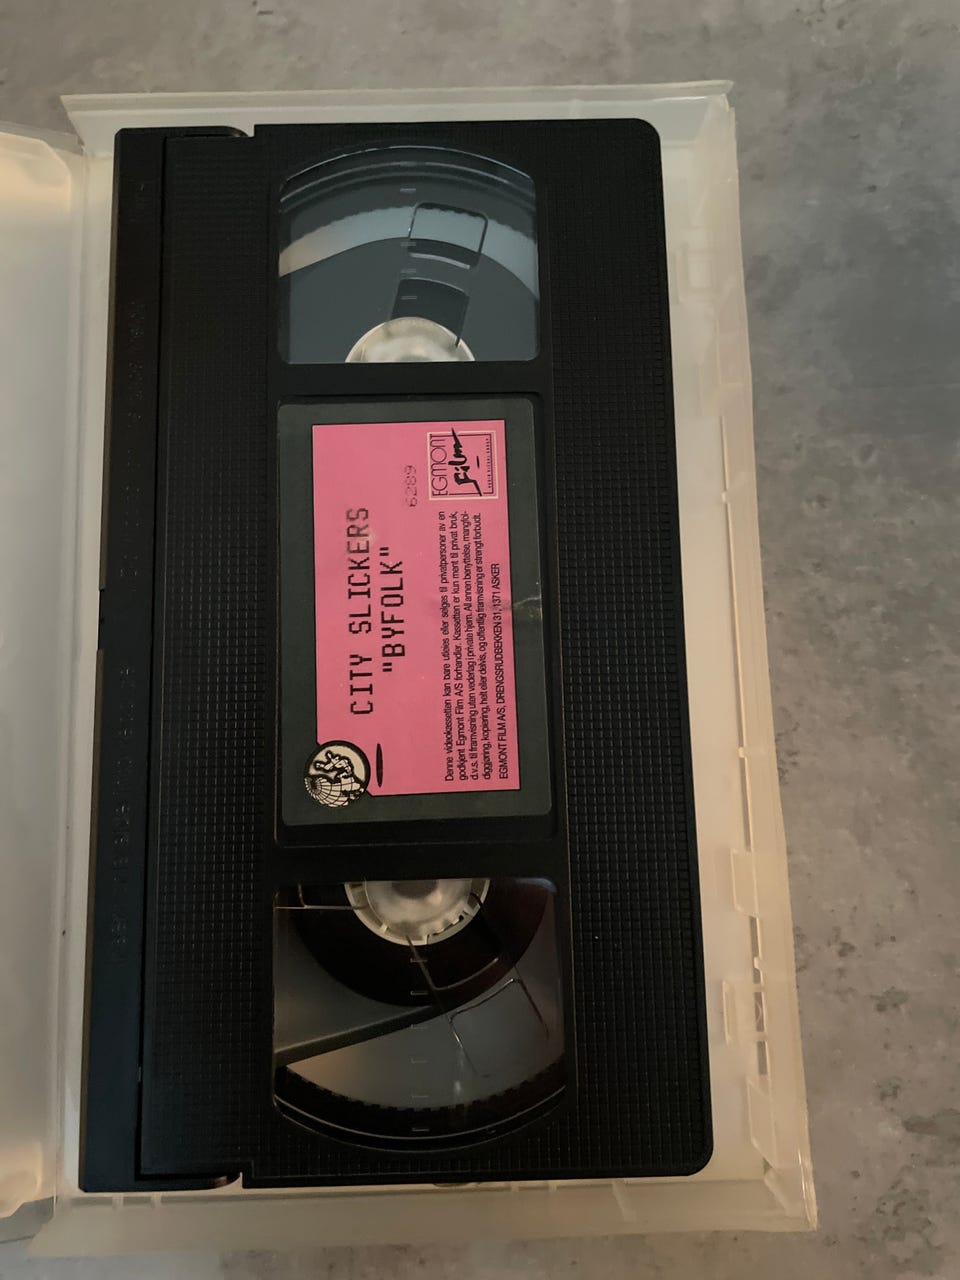 CITY SLICKERS
"BYFOLK"
6289
EGMONT
Film
Denne videokassetten kan bare utleies eller selges til privatpersoner av en
godkjent Egmont Film A/S forhandler. Kassetten er kun ment til privat bruk,
d.v.s. til framvisning uten vederlag i private hjem. All annen benyttelse, mangfol-
diggjøring, kopiering, helt eller delvis, og offentlig framvisning er strengt forbudt.
EGMONT FILM A/S, DRENGSRUDBEKKEN 31, 1371 ASKER